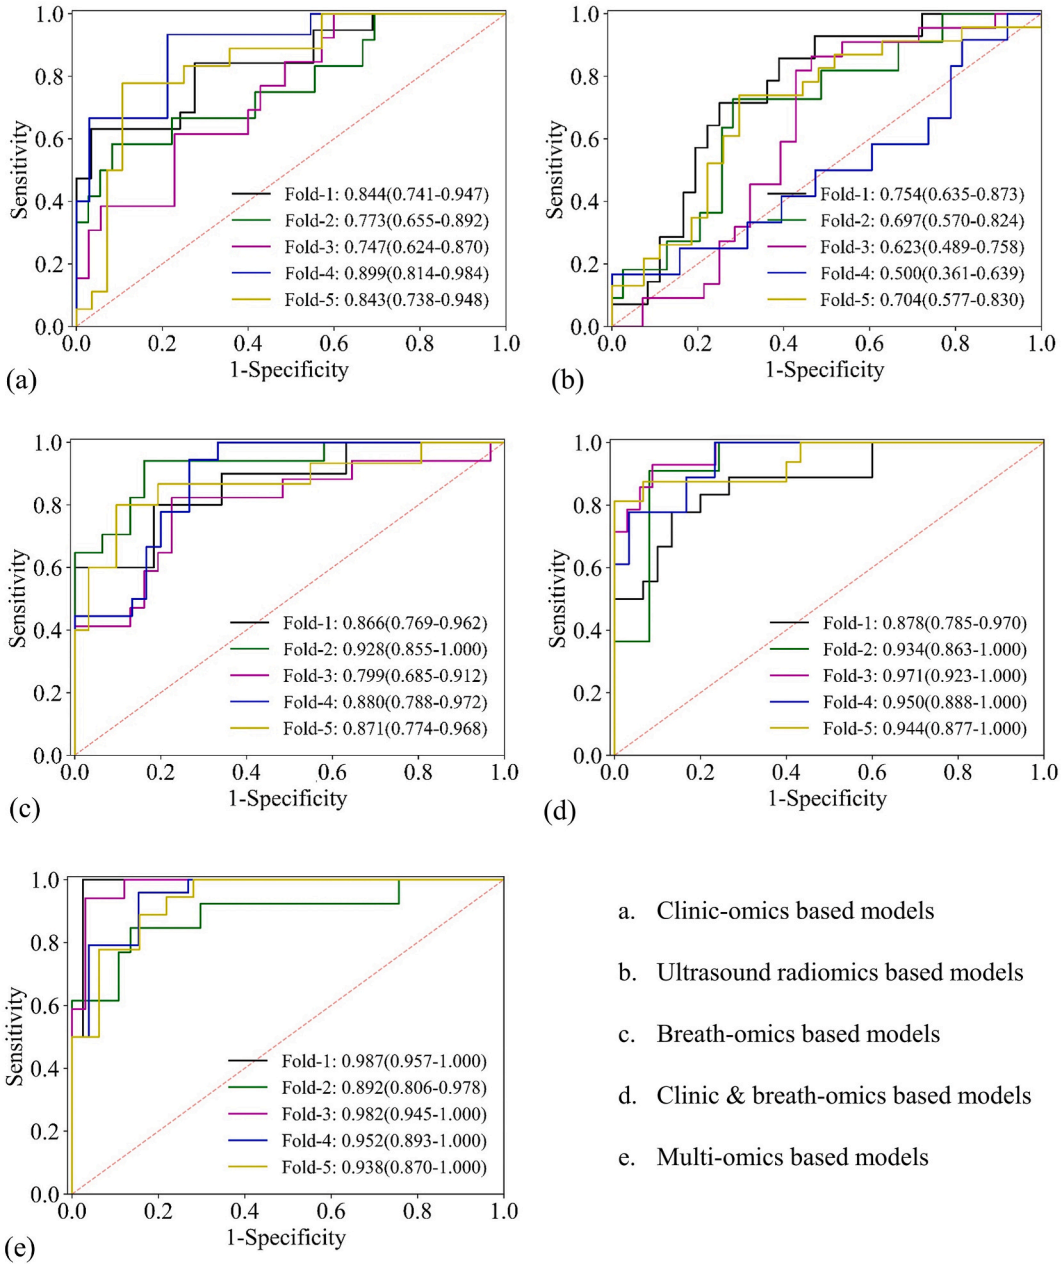 1.0
0.8
0.6
0.4
0.2
0.0
Sensitivity
Fold-1: 0.844(0.741-0.947)
Fold-2: 0.773(0.655-0.892)
Fold-3: 0.747(0.624-0.870)
Fold-4: 0.899(0.814-0.984)
Fold-5: 0.843(0.738-0.948)
0.0 0.2 0.4 0.6 0.8 1.0
1-Specificity
(a)
1.0
0.8
0.6
0.4
0.2
0.0
Sensitivity
Fold-1: 0.754(0.635-0.873)
Fold-2: 0.697(0.570-0.824)
Fold-3: 0.623(0.489-0.758)
Fold-4: 0.500(0.361-0.639)
Fold-5: 0.704(0.577-0.830)
0.0 0.2 0.4 0.6 0.8 1.0
1-Specificity
(b)
1.0
0.8
0.6
0.4
0.2
0.0
Sensitivity
Fold-1: 0.866(0.769-0.962)
Fold-2: 0.928(0.855-1.000)
Fold-3: 0.799(0.685-0.912)
Fold-4: 0.880(0.788-0.972)
Fold-5: 0.871(0.774-0.968)
0.0 0.2 0.4 0.6 0.8 1.0
1-Specificity
(c)
1.0
0.8
0.6
0.4
0.2
0.0
Sensitivity
Fold-1: 0.878(0.785-0.970)
Fold-2: 0.934(0.863-1.000)
Fold-3: 0.971(0.923-1.000)
Fold-4: 0.950(0.888-1.000)
Fold-5: 0.944(0.877-1.000)
0.0 0.2 0.4 0.6 0.8 1.0
1-Specificity
(d)
1.0
0.8
0.6
0.4
0.2
0.0
Sensitivity
Fold-1: 0.987(0.957-1.000)
Fold-2: 0.892(0.806-0.978)
Fold-3: 0.982(0.945-1.000)
Fold-4: 0.952(0.893-1.000)
Fold-5: 0.938(0.870-1.000)
0.0 0.2 0.4 0.6 0.8 1.0
1-Specificity
(e)
a. Clinic-omics based models
b. Ultrasound radiomics based models
c. Breath-omics based models
d. Clinic & breath-omics based models
e. Multi-omics based models